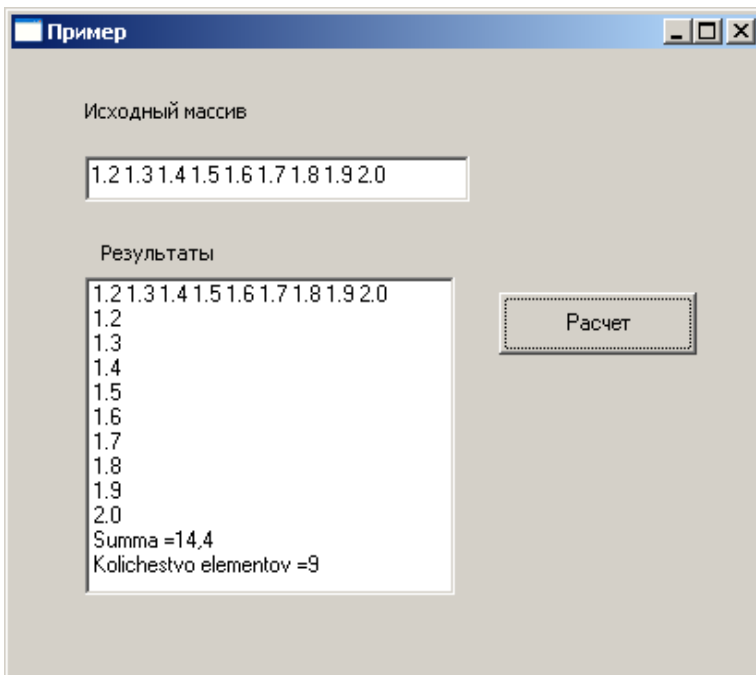 Пример
Исходный массив
1.2 1.3 1.4 1.5 1.6 1.7 1.8 1.9 2.0
Результаты
1.2 1.3 1.4 1.5 1.6 1.7 1.8 1.9 2.0
1.2
1.3
1.4
1.5
1.6
1.7
1.8
1.9
2.0
Summa =14,4
Kolichestvo elementov =9
Расчет